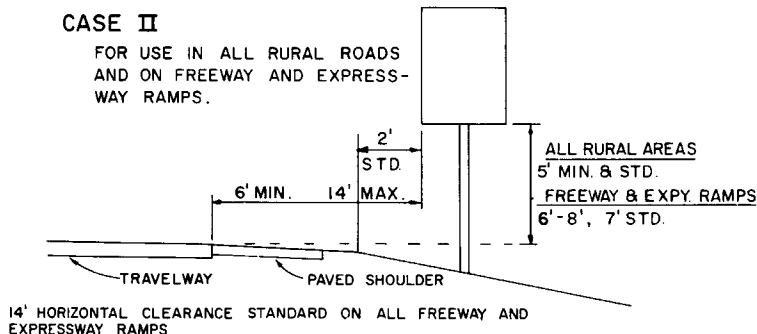 CASE II
FOR USE IN ALL RURAL ROADS
AND ON FREEWAY AND EXPRESS-
WAY RAMPS.
2'
STD.
6' MIN. 14' MAX.
ALL RURAL AREAS
5' MIN. & STD.
FREEWAY & EXPY. RAMPS
6'-8', 7' STD.
TRAVELWAY
PAVED SHOULDER
14' HORIZONTAL CLEARANCE STANDARD ON ALL FREEWAY AND
EXPRESSWAY RAMPS